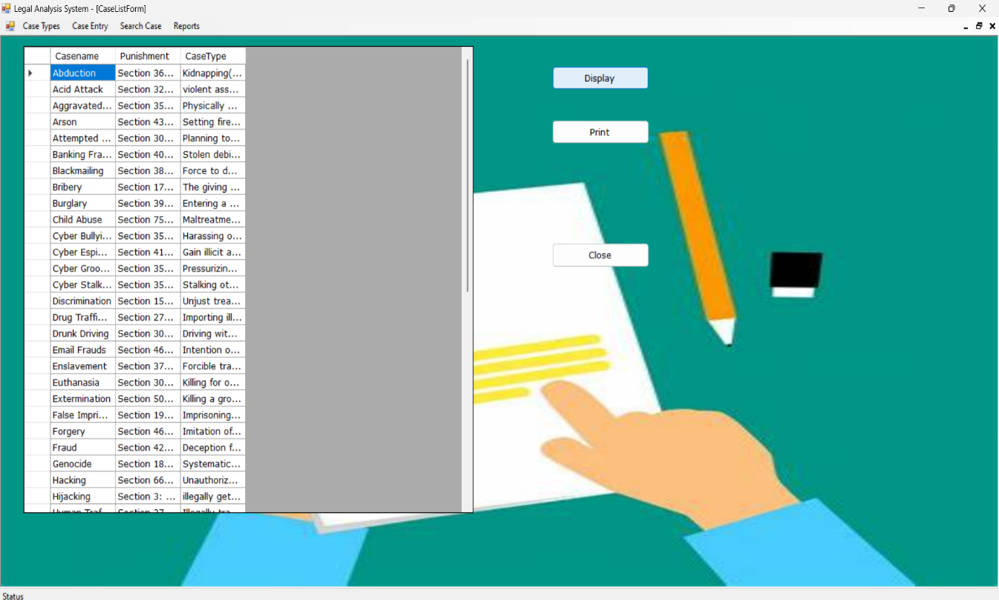 Legal Analysis System - [CaseListForm]
Case Types Case Entry Search Case Reports
Casename Punishment CaseType
Abduction Section 36... Kidnapping(...
Acid Attack Section 32... violent ass...
Aggravated... Section 35... Physically ...
Arson Section 43... Setting fire...
Attempted ... Section 30... Planning to...
Banking Fra... Section 40... Stolen debi...
Blackmailing Section 38... Force to d...
Bribery Section 17... The giving ...
Burglary Section 39... Entering a ...
Child Abuse Section 75... Maltreatme...
Cyber Bullyi... Section 35... Harassing o...
Cyber Espi... Section 41... Gain illicit a...
Cyber Groo... Section 35... Pressurizin...
Cyber Stalk... Section 35... Stalking ot...
Discrimination Section 15... Unjust trea...
Drug Traffi... Section 27... Importing ill...
Drunk Driving Section 30... Driving wit...
Email Frauds Section 46... Intention o...
Enslavement Section 37... Forcible tra...
Euthanasia Section 30... Killing for o...
Extermination Section 50... Killing a gro...
False Impri... Section 19... Imprisoning...
Forgery Section 46... Imitation of...
Fraud Section 42... Deception f...
Genocide Section 18... Systematic...
Hacking Section 66... Unauthoriz...
Hijacking Section 3: ... illegally get...
Human Traf... Section 37... Illegally tra...
Display
Print
Close
Status